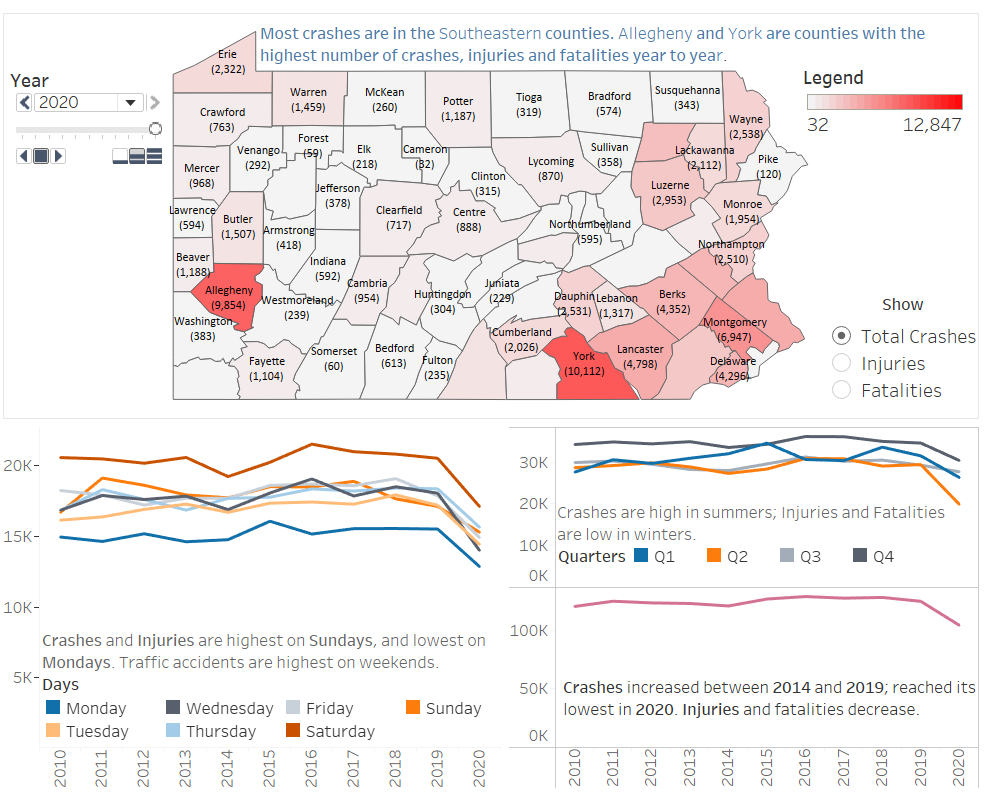 Most crashes are in the Southeastern counties. Allegheny and York are counties with the
highest number of crashes, injuries and fatalities year to year.
Year
2020
Legend
32 12,847
Erie
(2,322)
Warren
(1,459)
McKean
(260)
Potter
(1,187)
Tioga
(319)
Bradford
(574)
Susquehanna
(343)
Wayne
(2,538)
Crawford
(763)
Forest
(59)
Venango
(292)
Elk
(218)
Cameron
(32)
Sullivan
(358)
Lackawanna
(2,112)
Pike
(120)
Mercer
(968)
Jefferson
(378)
Clinton
(315)
Lycoming
(870)
Luzerne
(2,953)
Monroe
(1,954)
Lawrence
(594)
Butler
(1,507)
Armstrong
(418)
Clearfield
(717)
Centre
(888)
Northumberland
(595)
Northampton
(2,510)
Beaver
(1,188)
Indiana
(592)
Allegheny
(9,854)
Westmoreland
(239)
Cambria
(954)
Huntingdon
(304)
Juniata
(229)
Dauphin
(2,531)
Lebanon
(1,317)
Berks
(4,352)
Montgomery
(6,947)
Washington
(383)
Fayette
(1,104)
Somerset
(60)
Bedford
(613)
Fulton
(235)
Cumberland
(2,026)
York
(10,112)
Lancaster
(4,798)
Delaware
(4,296)
Show
Total Crashes
Injuries
Fatalities
20K
15K
10K
5K
Crashes and Injuries are highest on Sundays, and lowest on
Mondays. Traffic accidents are highest on weekends.
Days
Monday Wednesday Friday Sunday
Tuesday Thursday Saturday
2010 2011 2012 2013 2014 2015 2016 2017 2018 2019 2020
30K
20K
10K
0K
Crashes are high in summers; Injuries and Fatalities
are low in winters.
Quarters Q1 Q2 Q3 Q4
100K
50K
0K
Crashes increased between 2014 and 2019; reached its
lowest in 2020. Injuries and fatalities decrease.
2010 2011 2012 2013 2014 2015 2016 2017 2018 2019 2020